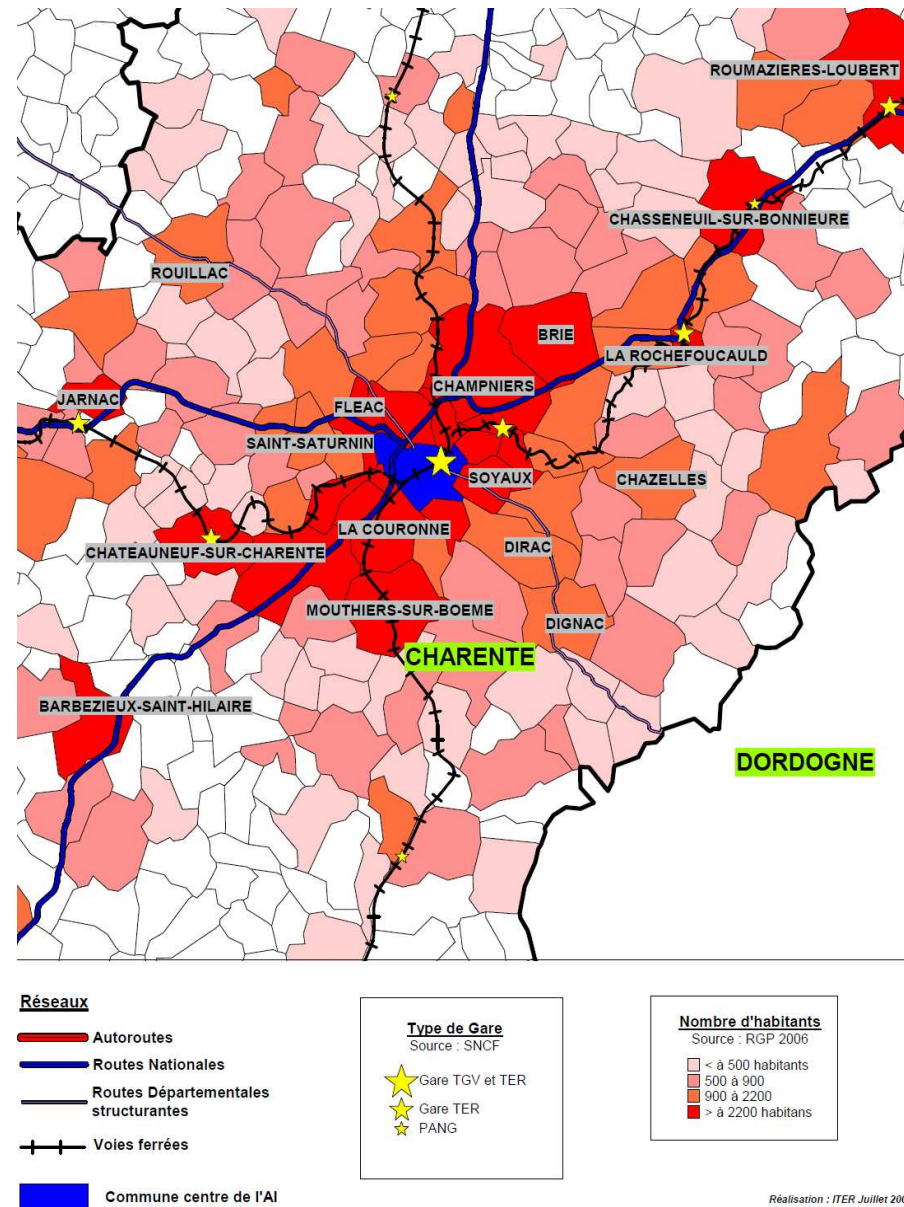 ROUMAZIERES-LOUBERT
CHASSENEUIL-SUR-BONNIEURE
ROUILLAC
BRIE
LA ROCHEFOUCAULD
JARNAC
CHAMPNIERS
FLEAC
SAINT-SATURNIN
SOYAUX
CHAZELLES
LA COURONNE
CHATEAUNEUF-SUR-CHARENTE
DIRAC
MOUTHIERS-SUR-BOEME
DIGNAC
CHARENTE
BARBEZIEUX-SAINT-HILAIRE
DORDOGNE
Réseaux
Autoroutes
Routes Nationales
Routes Départementales
structurantes
Voies ferrées
Commune centre de l'AI
Type de Gare
Source : SNCF
Gare TGV et TER
Gare TER
PANG
Nombre d'habitants
Source : RGP 2006
< à 500 habitants
500 à 900
900 à 2200
> à 2200 habitans
Réalisation : ITER Juillet